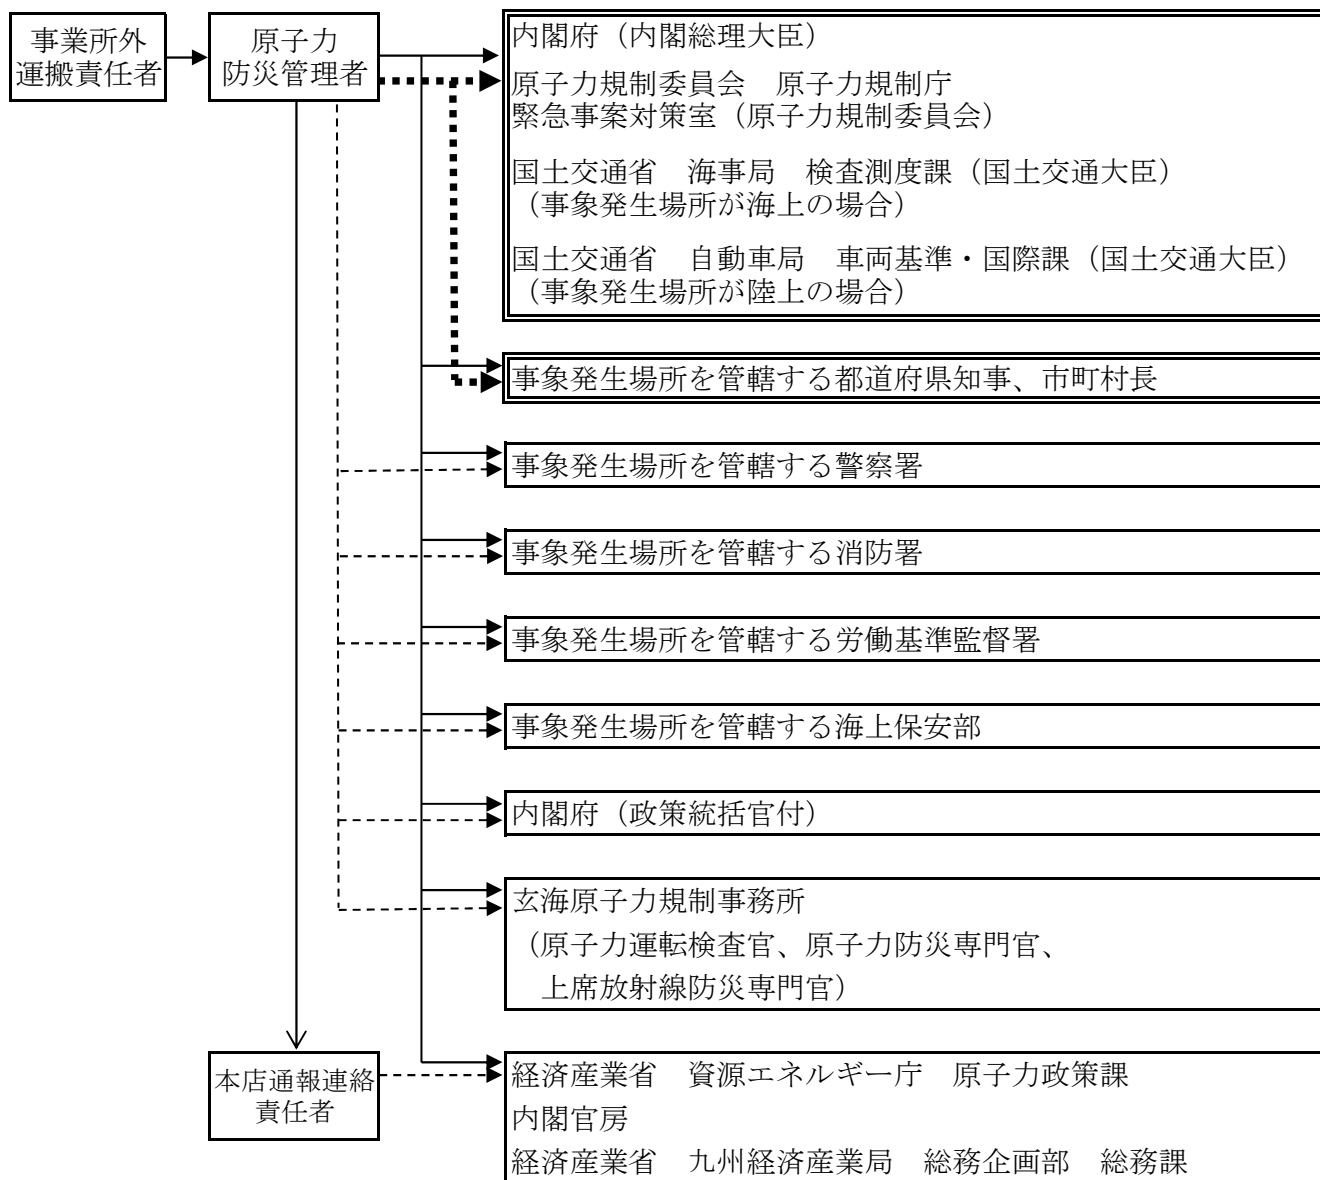 事業所外
運搬責任者
原子力
防災管理者
内閣府（内閣総理大臣）
原子力規制委員会　原子力規制庁
緊急事案対策室（原子力規制委員会）
国土交通省　海事局　検査測度課（国土交通大臣）
（事象発生場所が海上の場合）
国土交通省　自動車局　車両基準・国際課（国土交通大臣）
（事象発生場所が陸上の場合）
事象発生場所を管轄する都道府県知事、市町村長
事象発生場所を管轄する警察署
事象発生場所を管轄する消防署
事象発生場所を管轄する労働基準監督署
事象発生場所を管轄する海上保安部
内閣府（政策統括官付）
玄海原子力規制事務所
（原子力運転検査官、原子力防災専門官、
上席放射線防災専門官）
本店通報連絡
責任者
経済産業省　資源エネルギー庁　原子力政策課
内閣官房
経済産業省　九州経済産業局　総務企画部　総務課